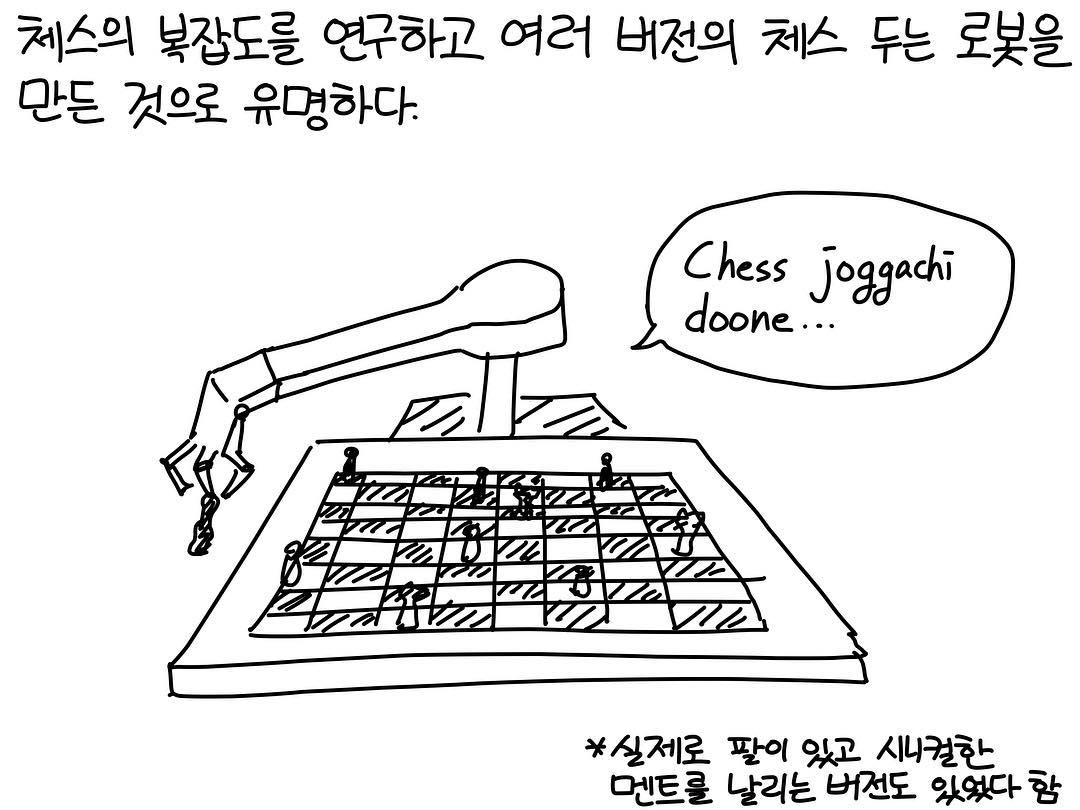 체스의 복잡도를 연구하고 여러 버전의 체스 두는 로봇을
만든 것으로 유명하다.
Chess joggachi
doone...
*실제로 팔이 있고 시니컬한
멘트를 날리는 버전도 있었다 함